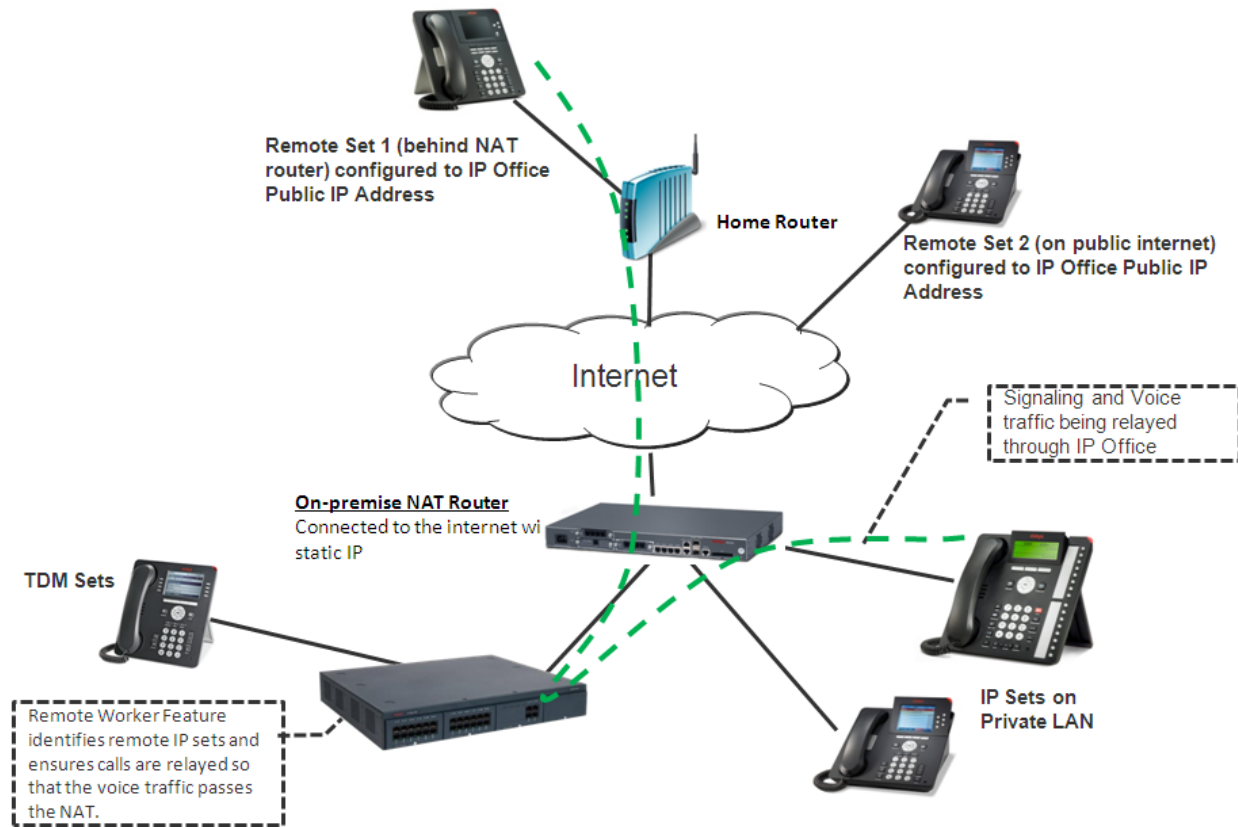 Remote Set 1 (behind NAT
router) configured to IP Office
Public IP Address
Home Router
Remote Set 2 (on public internet)
configured to IP Office Public IP
Address
Internet
Signaling and Voice
traffic being relayed
through IP Office
On-premise NAT Router
Connected to the internet wi
static IP
TDM Sets
IP Sets on
Private LAN
Remote Worker Feature
identifies remote IP sets and
ensures calls are relayed so
that the voice traffic passes
the NAT.